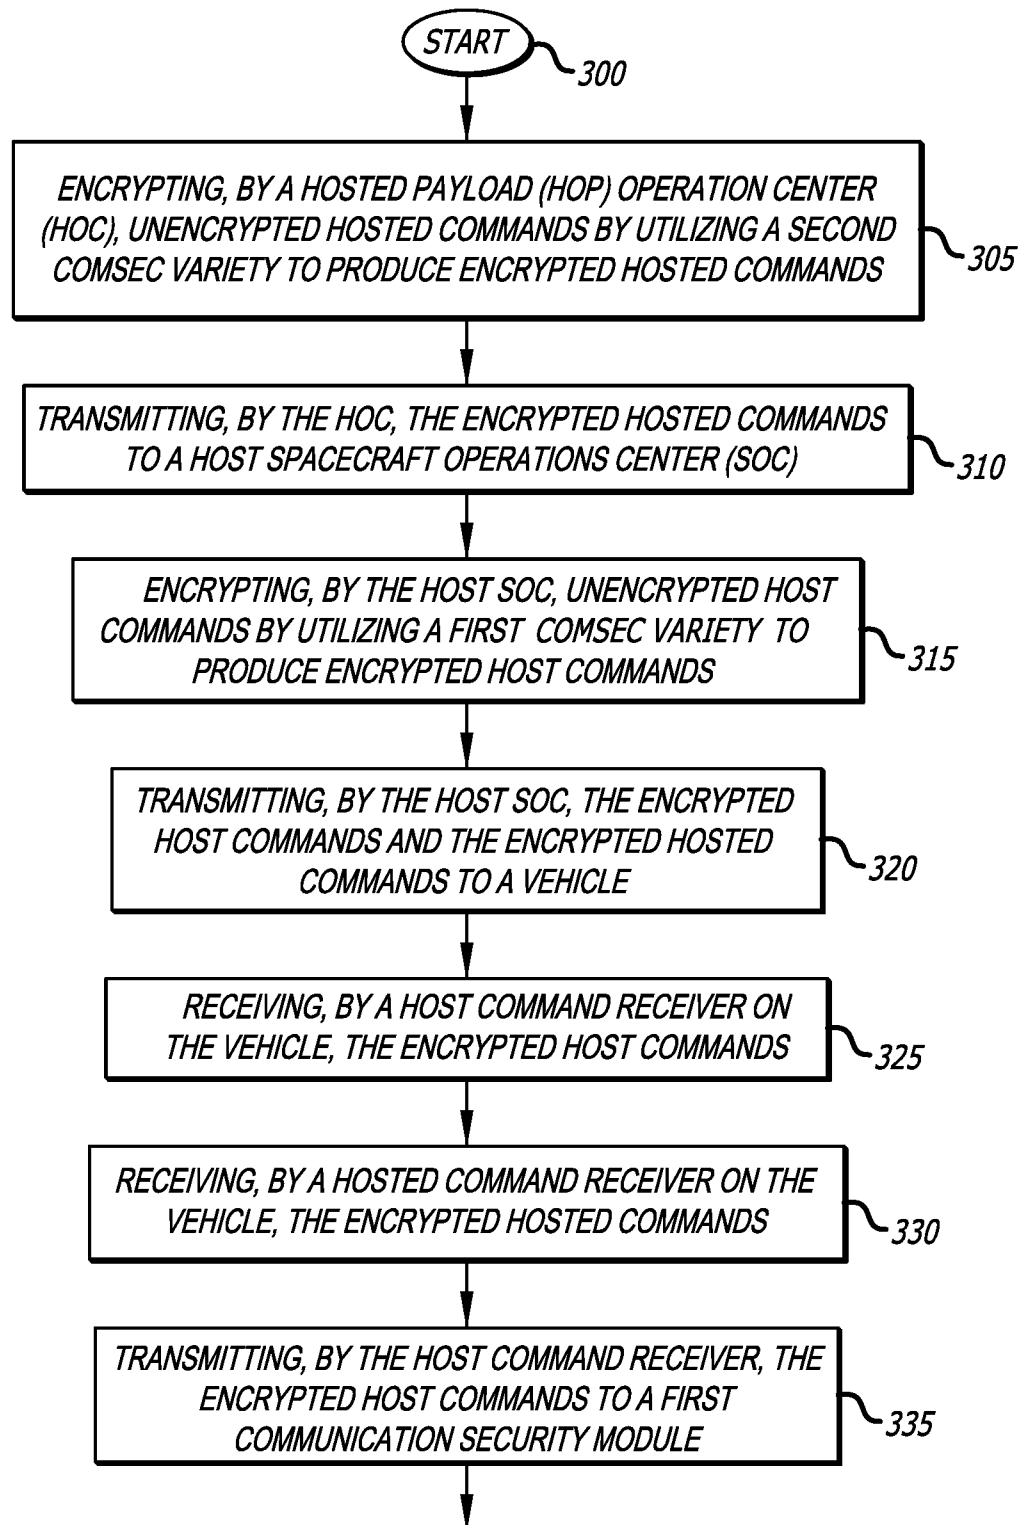 START
300
ENCRYPTING, BY A HOSTED PAYLOAD (HOP) OPERATION CENTER
(HOC), UNENCRYPTED HOSTED COMMANDS BY UTILIZING A SECOND
COMSEC VARIETY TO PRODUCE ENCRYPTED HOSTED COMMANDS
305
TRANSMITTING, BY THE HOC, THE ENCRYPTED HOSTED COMMANDS
TO A HOST SPACECRAFT OPERATIONS CENTER (SOC)
310
ENCRYPTING, BY THE HOST SOC, UNENCRYPTED HOST
COMMANDS BY UTILIZING A FIRST COMSEC VARIETY TO
PRODUCE ENCRYPTED HOST COMMANDS
315
TRANSMITTING, BY THE HOST SOC, THE ENCRYPTED
HOST COMMANDS AND THE ENCRYPTED HOSTED
COMMANDS TO A VEHICLE
320
RECEIVING, BY A HOST COMMAND RECEIVER ON
THE VEHICLE, THE ENCRYPTED HOST COMMANDS
325
RECEIVING, BY A HOSTED COMMAND RECEIVER ON THE
VEHICLE, THE ENCRYPTED HOSTED COMMANDS
330
TRANSMITTING, BY THE HOST COMMAND RECEIVER, THE
ENCRYPTED HOST COMMANDS TO A FIRST
COMMUNICATION SECURITY MODULE
335